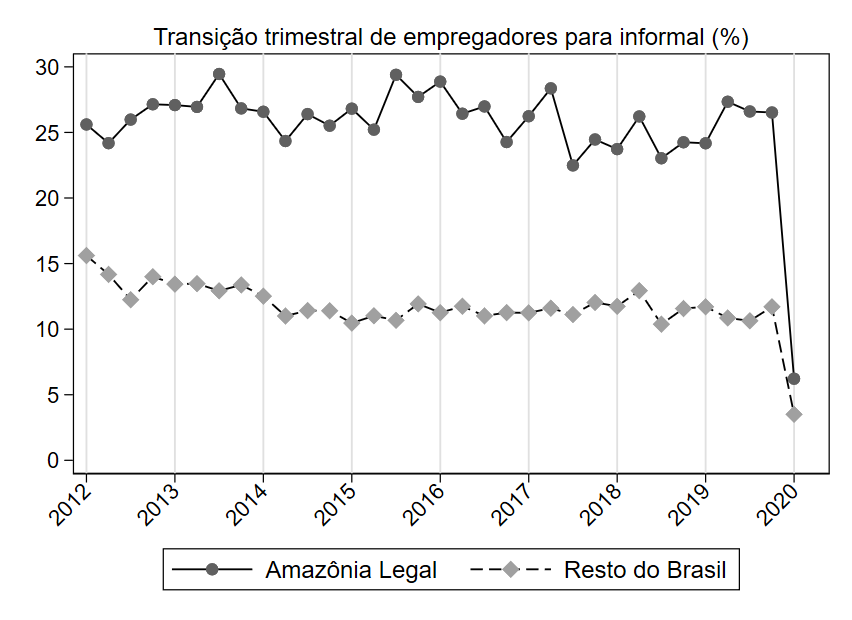 Transição trimestral de empregadores para informal (%)
30
25
20
15
10
5
0
2012 2013 2014 2015 2016 2017 2018 2019 2020
Amazônia Legal Resto do Brasil